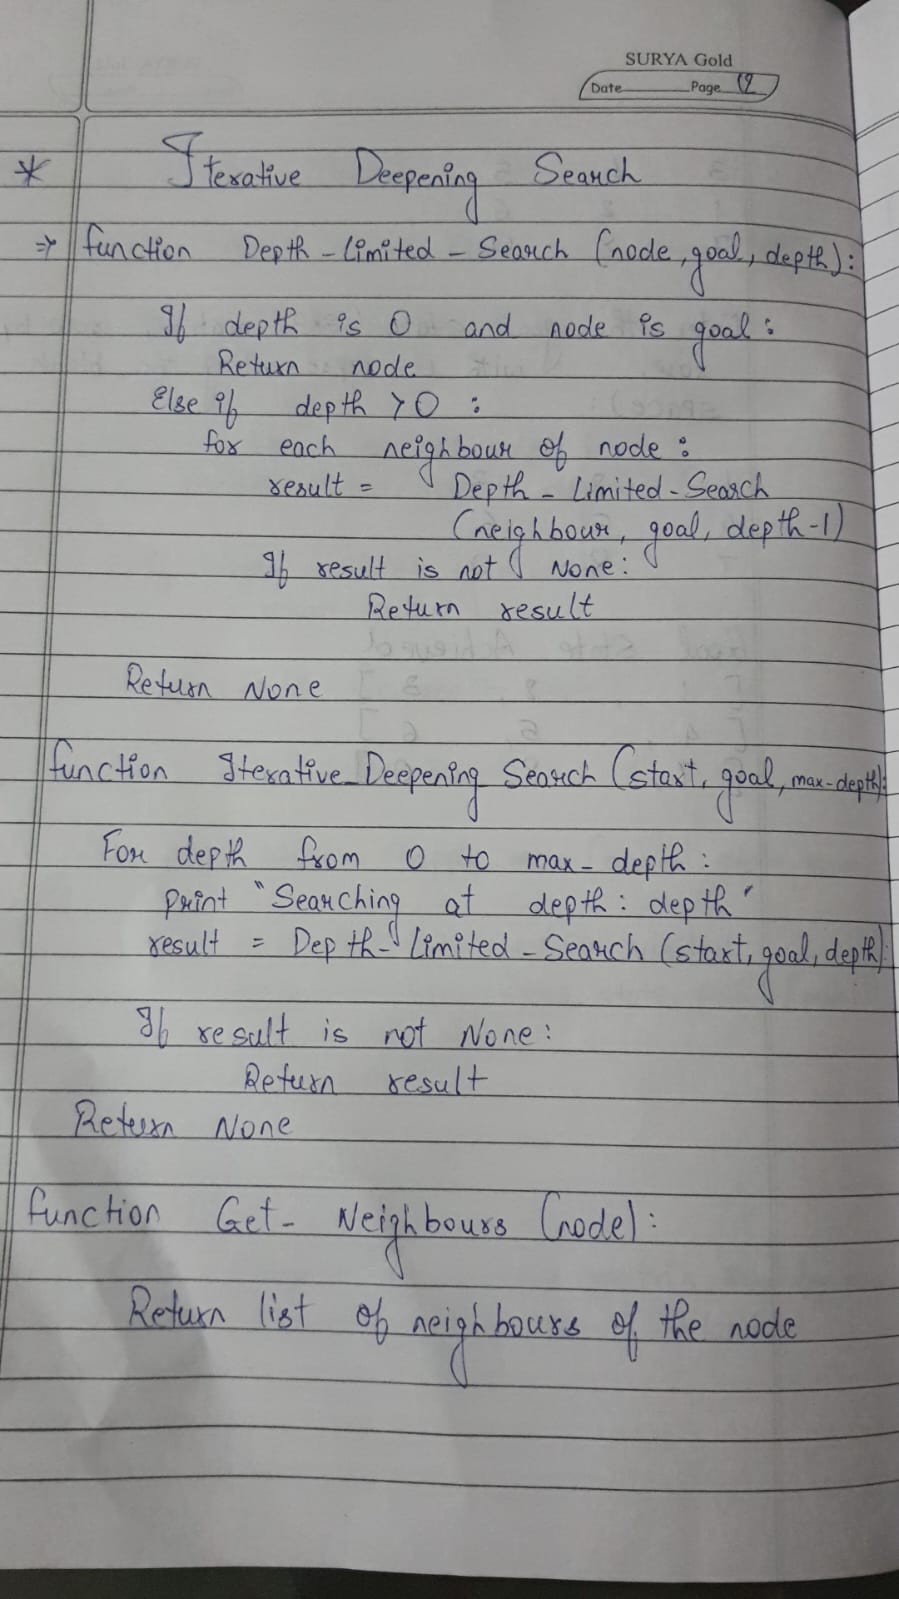 SURYA Gold
Date Page 12
* Iterative Deepening Search
=> function Depth-Limited-Search (node, goal, depth):
If depth is 0 and node is goal:
Return node
Else if depth > 0 :
for each neighbour of node :
result = Depth-Limited-Search
(neighbour, goal, depth-1)
If result is not None:
Return result
Return None
function Iterative_Deepening_Search (start, goal, max-depth):
For depth from 0 to max-depth:
print "Searching at depth: depth"
result = Depth-Limited-Search (start, goal, depth):
If result is not None:
Return result
Return None
function Get-Neighbours (node):
Return list of neighbours of the node